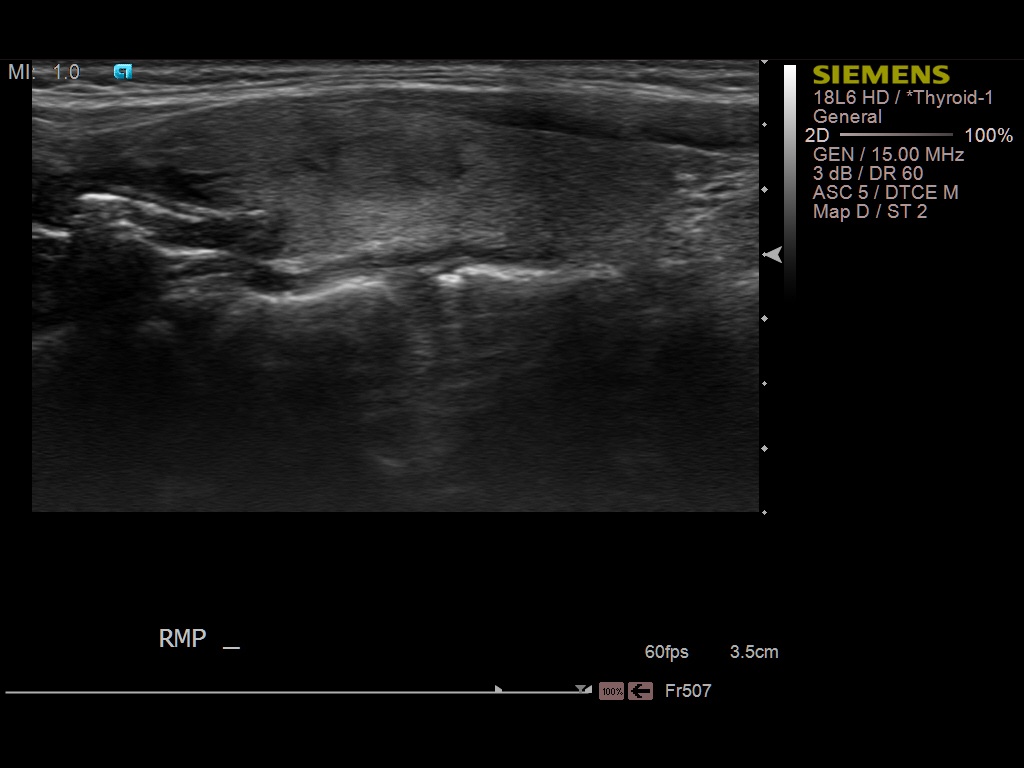 MI: 1.0
SIEMENS
18L6 HD / *Thyroid-1
General
2D 100%
GEN / 15.00 MHz
3 dB / DR 60
ASC 5 / DTCE M
Map D / ST 2
RMP _
60fps 3.5cm
100% Fr507